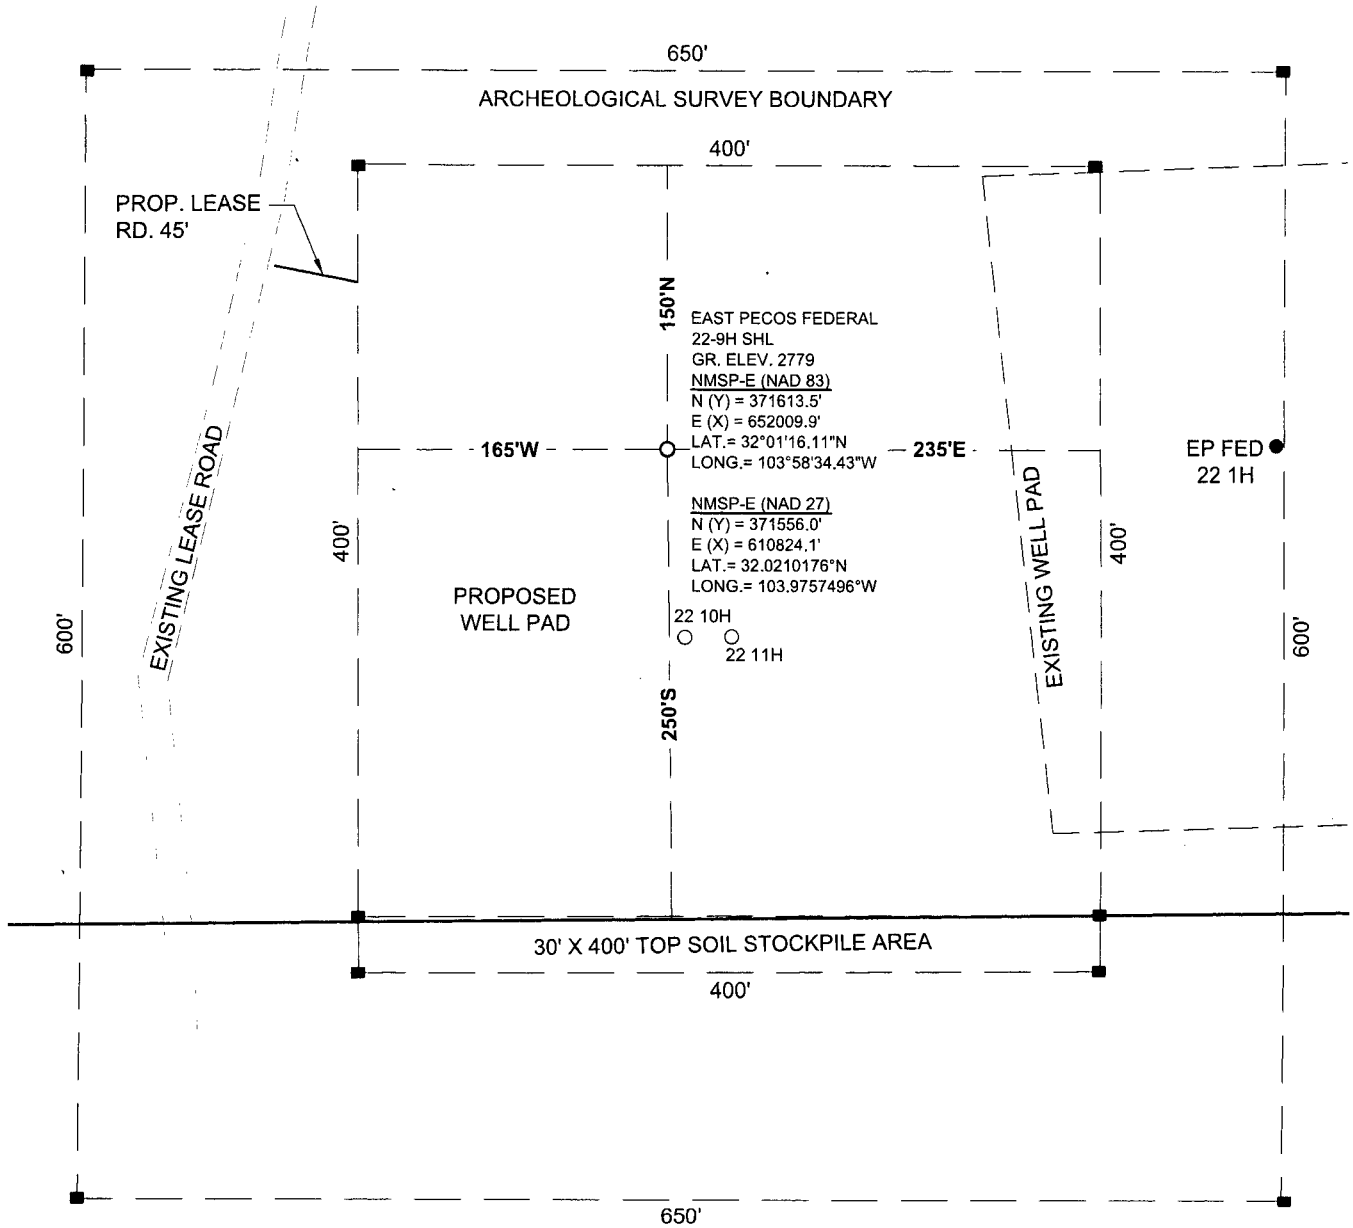 650'
ARCHEOLOGICAL SURVEY BOUNDARY
400'
PROP. LEASE
RD. 45'
150'N
EAST PECOS FEDERAL
22-9H SHL
GR. ELEV. 2779
NMSP-E (NAD 83)
N (Y) = 371613.5'
E (X) = 652009.9'
LAT.= 32°01'16.11"N
LONG.= 103°58'34.43"W
165'W
235'E
EP FED
22 1H
NMSP-E (NAD 27)
N (Y) = 371556.0'
E (X) = 610824.1'
LAT.= 32.0210176°N
LONG.= 103.9757496°W
EXISTING LEASE ROAD
400'
EXISTING WELL PAD
400'
PROPOSED
WELL PAD
600'
22 10H
22 11H
600'
250'S
30' X 400' TOP SOIL STOCKPILE AREA
400'
650'